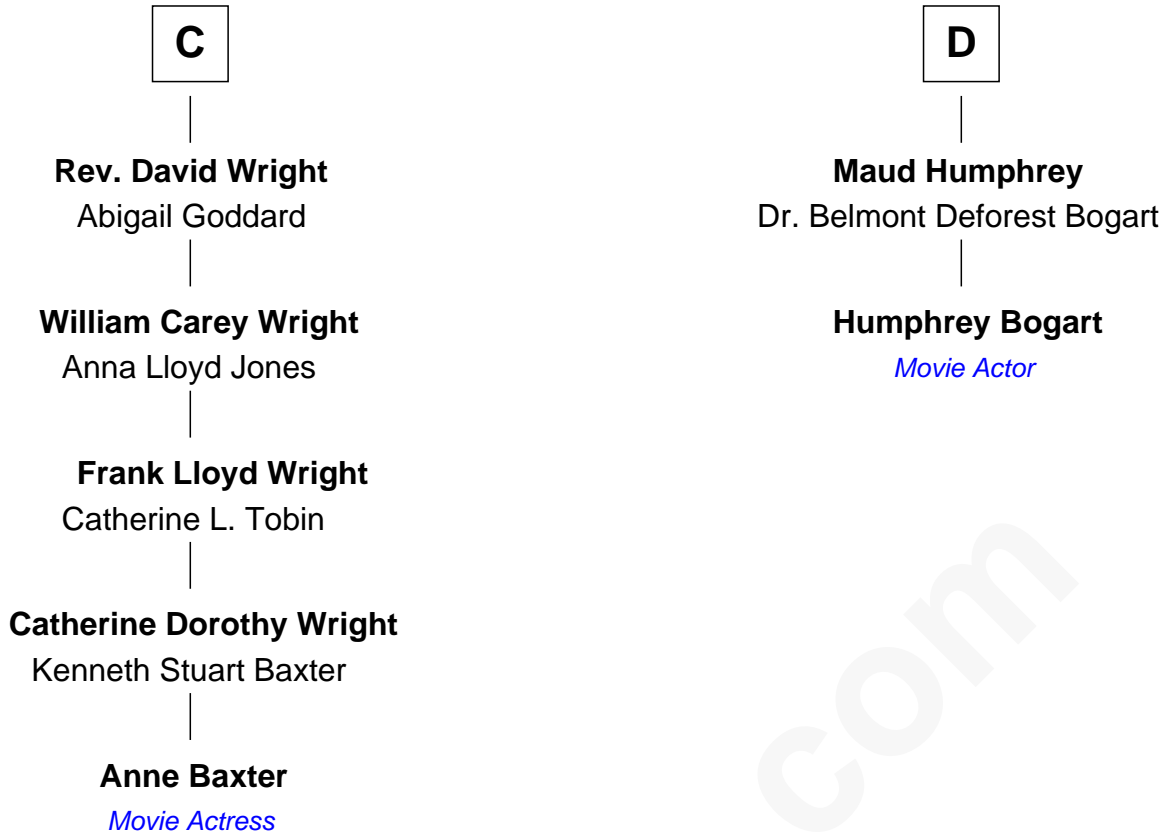 C
Rev. David Wright
Abigail Goddard
William Carey Wright
Anna Lloyd Jones
Frank Lloyd Wright
Catherine L. Tobin
Catherine Dorothy Wright
Kenneth Stuart Baxter
Anne Baxter
Movie Actress
D
Maud Humphrey
Dr. Belmont Deforest Bogart
Humphrey Bogart
Movie Actor
com